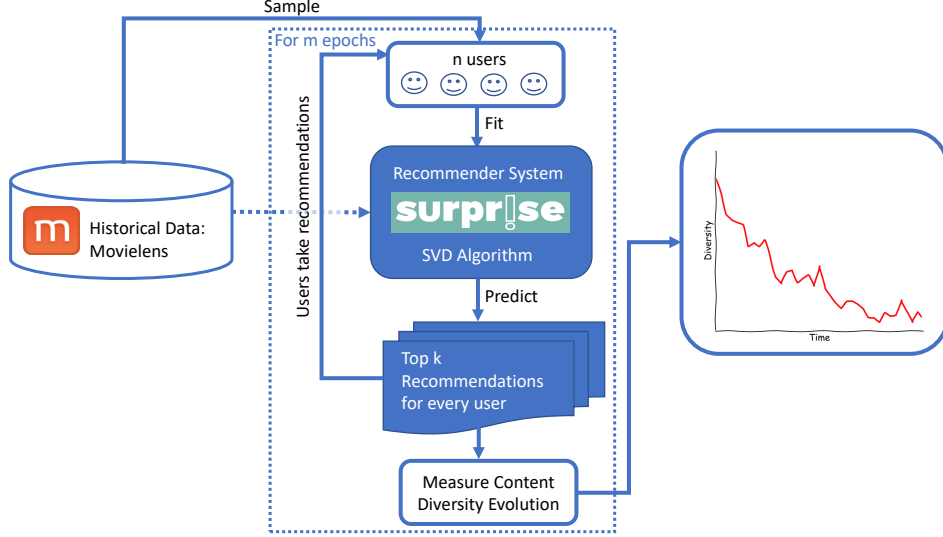 Sample
For m epochs
n users
Fit
Users take recommendations
Recommender System
surpr!se
SVD Algorithm
m
Historical Data:
Movielens
Predict
Top k
Recommendations
for every user
Measure Content
Diversity Evolution
Diversity
Time